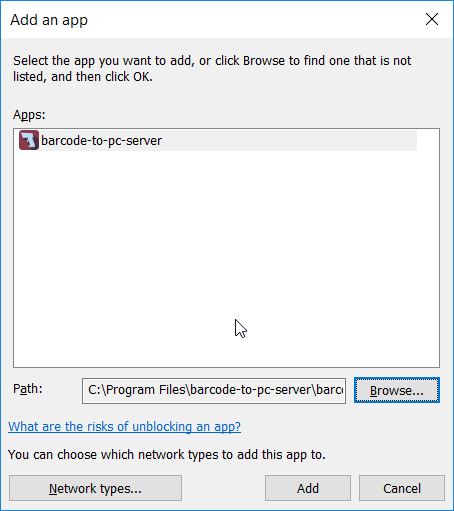 Add an app
Select the app you want to add, or click Browse to find one that is not
listed, and then click OK.
Apps:
barcode-to-pc-server
Path:
C:\Program Files\barcode-to-pc-server\barc
Browse...
What are the risks of unblocking an app?
You can choose which network types to add this app to.
Network types...
Add
Cancel